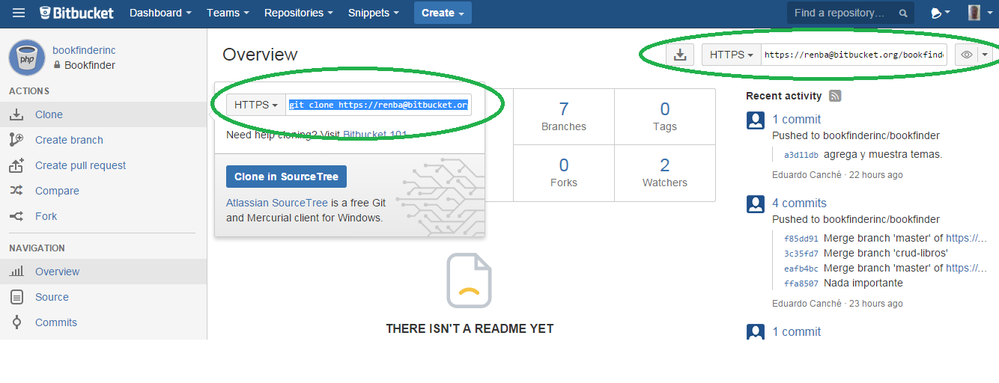 Bitbucket Dashboard Teams Repositories Snippets Create Find a repository…
bookfinderinc
Bookfinder
ACTIONS
Clone
Create branch
Create pull request
Compare
Fork
NAVIGATION
Overview
Source
Commits
Overview
HTTPS https://renba@bitbucket.org/bookfinde
HTTPS git clone https://renba@bitbucket.or
Need help cloning? Visit Bitbucket 101
Clone in SourceTree
Atlassian SourceTree is a free Git
and Mercurial client for Windows.
7
Branches
0
Tags
0
Forks
2
Watchers
php
THERE ISN'T A README YET
Recent activity
1 commit
Pushed to bookfinderinc/bookfinder
a3d11db agrega y muestra temas.
Eduardo Canché · 22 hours ago
4 commits
Pushed to bookfinderinc/bookfinder
f85dd91 Merge branch 'master' of https://…
3c35fd7 Merge branch 'crud-libros'
eafb4bc Merge branch 'master' of https://…
ffa8507 Nada importante
Eduardo Canché · 23 hours ago
1 commit